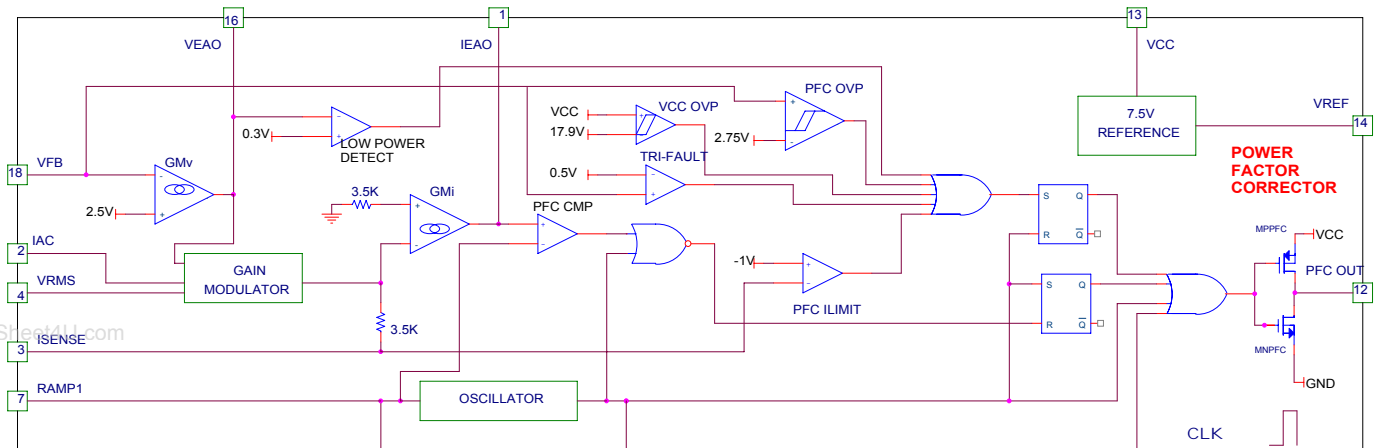 16
1
13
VEAO
IEAO
VCC
PFC OVP
VCC OVP
VCC
17.9V
2.75V
7.5V
REFERENCE
VREF
14
0.3V
LOW POWER
DETECT
TRI-FAULT
0.5V
POWER
FACTOR
CORRECTOR
VFB
18
GMv
2.5V
3.5K
GMi
PFC CMP
S
Q
R
Q
MPPFC
VCC
IAC
2
GAIN
MODULATOR
VRMS
4
-1V
PFC ILIMIT
S
Q
R
Q
PFC OUT
12
3.5K
Sheet4U.com
ISENSE
3
MNPFC
GND
RAMP1
7
OSCILLATOR
CLK
+
-
-
+
-
+
+
-
-
+
+
-
+
-
+
-
+
-